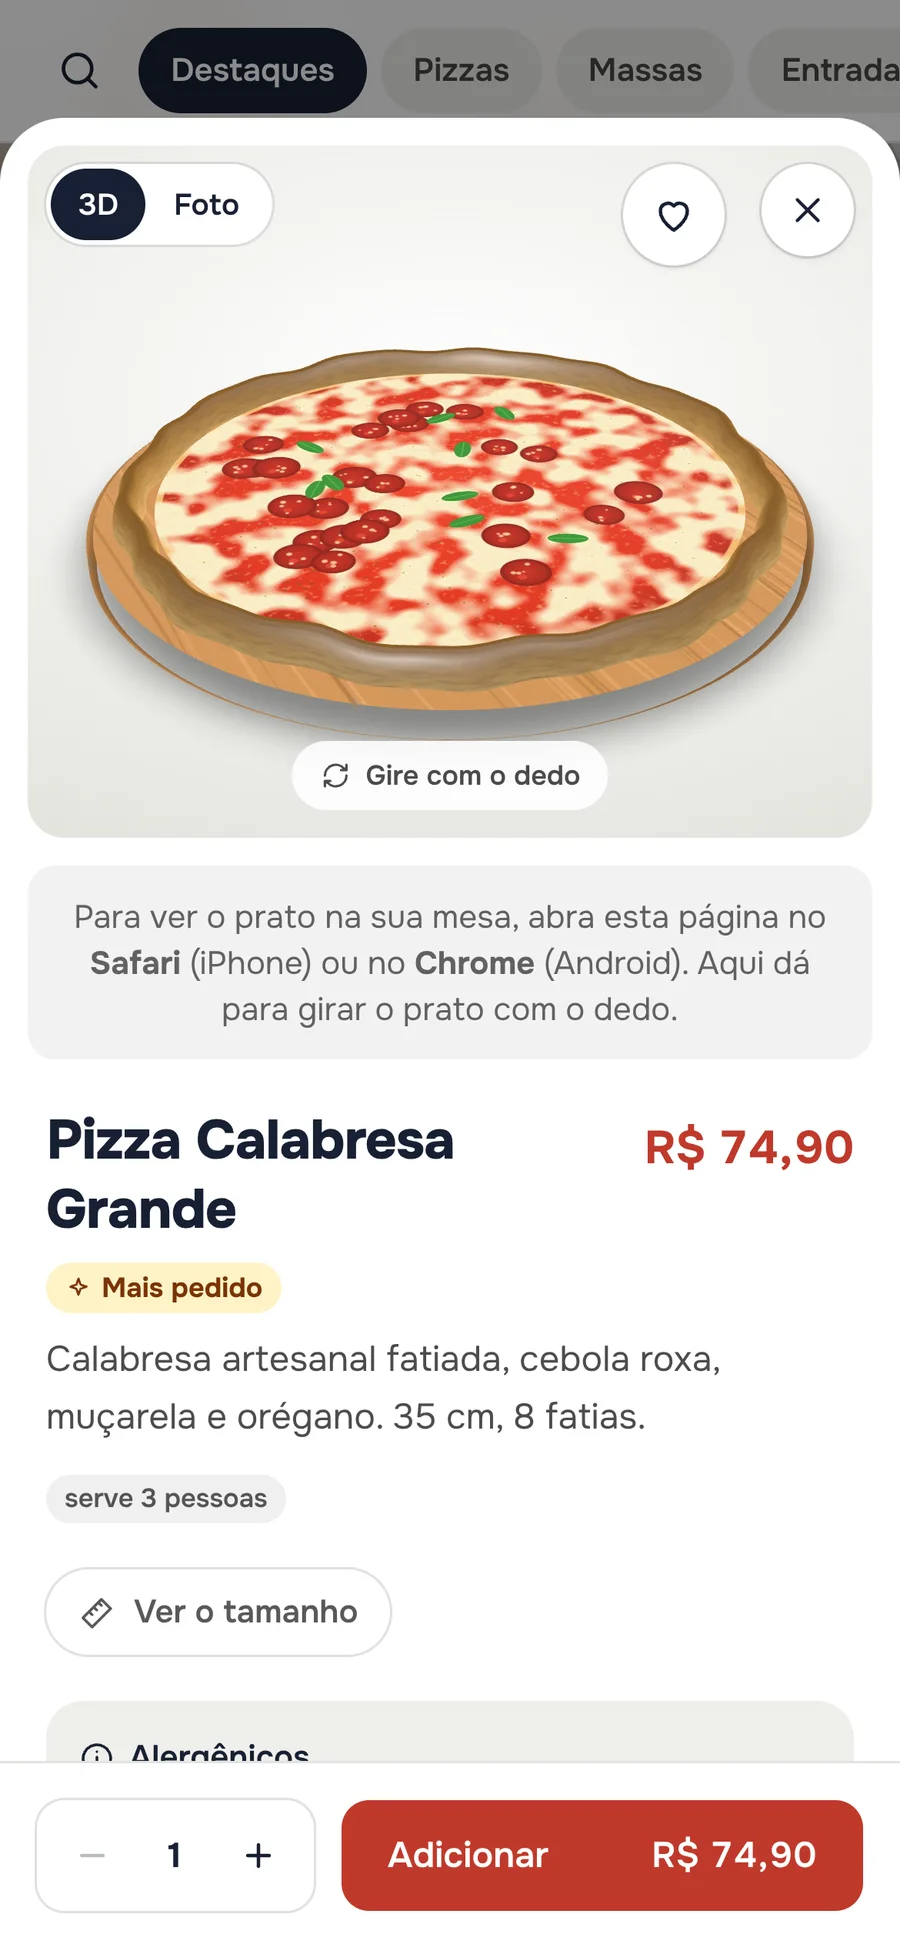 Destaques
Pizzas
Massas
Entrada
3D
Foto
Gire com o dedo
Para ver o prato na sua mesa, abra esta página no
Safari (iPhone) ou no Chrome (Android). Aqui dá
para girar o prato com o dedo.
Pizza Calabresa
Grande
R$ 74,90
Mais pedido
Calabresa artesanal fatiada, cebola roxa,
muçarela e orégano. 35 cm, 8 fatias.
serve 3 pessoas
Ver o tamanho
Alergênicos
1
Adicionar
R$ 74,90